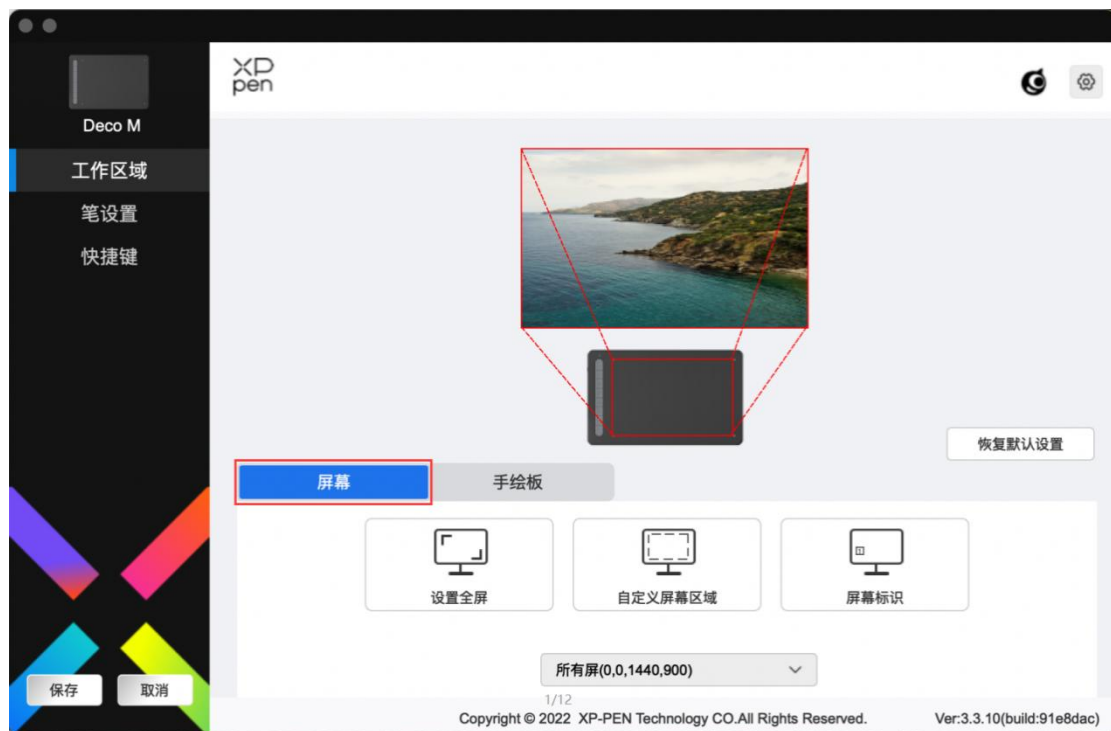 XP
pen
Deco M
工作区域
笔设置
快捷键
恢复默认设置
屏幕
手绘板
设置全屏
自定义屏幕区域
1
屏幕标识
所有屏(0,0,1440,900)
保存
取消
1/12
Copyright © 2022 XP-PEN Technology CO.All Rights Reserved.
Ver:3.3.10(build:91e8dac)